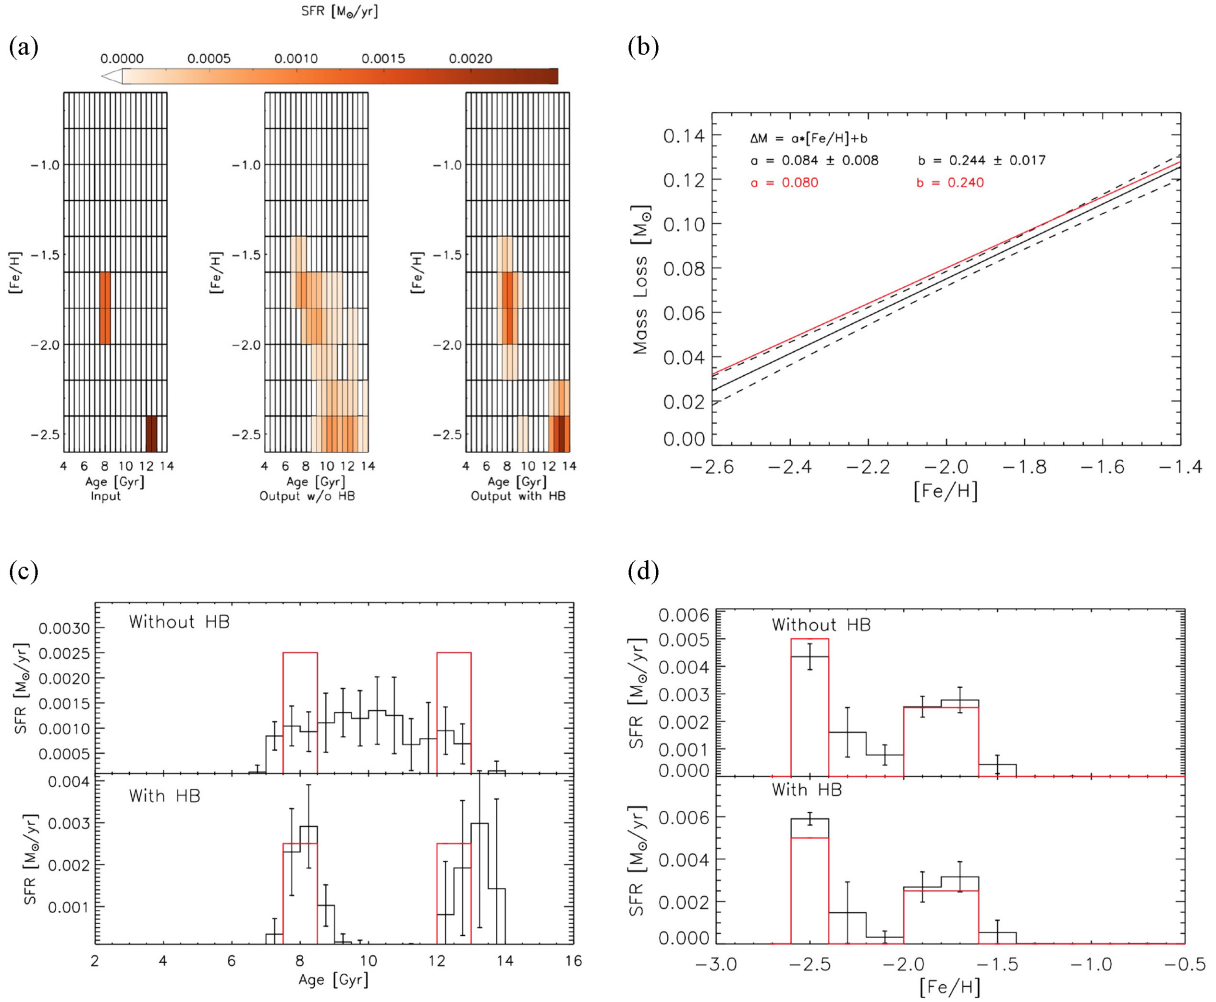 SFR [M☉/yr]
(a)
0.0000 0.0005 0.0010 0.0015 0.0020
[Fe/H]
−1.0
−1.5
−2.0
−2.5
4 6 8 10 12 14
Age [Gyr]
Input
[Fe/H]
−1.0
−1.5
−2.0
−2.5
4 6 8 10 12 14
Age [Gyr]
Output w/o HB
[Fe/H]
−1.0
−1.5
−2.0
−2.5
4 6 8 10 12 14
Age [Gyr]
Output with HB
(b)
Mass Loss [M☉]
0.14
0.12
0.10
0.08
0.06
0.04
0.02
0.00
ΔM = a*[Fe/H]+b
a = 0.084 ± 0.008 b = 0.244 ± 0.017
a = 0.080 b = 0.240
−2.6 −2.4 −2.2 −2.0 −1.8 −1.6 −1.4
[Fe/H]
(c)
Without HB
SFR [M☉/yr]
0.0030
0.0025
0.0020
0.0015
0.0010
0.0005
With HB
SFR [M☉/yr]
0.004
0.003
0.002
0.001
2 4 6 8 10 12 14 16
Age [Gyr]
(d)
Without HB
SFR [M☉/yr]
0.006
0.005
0.004
0.003
0.002
0.001
0.000
With HB
SFR [M☉/yr]
0.006
0.004
0.002
0.000
−3.0 −2.5 −2.0 −1.5 −1.0 −0.5
[Fe/H]